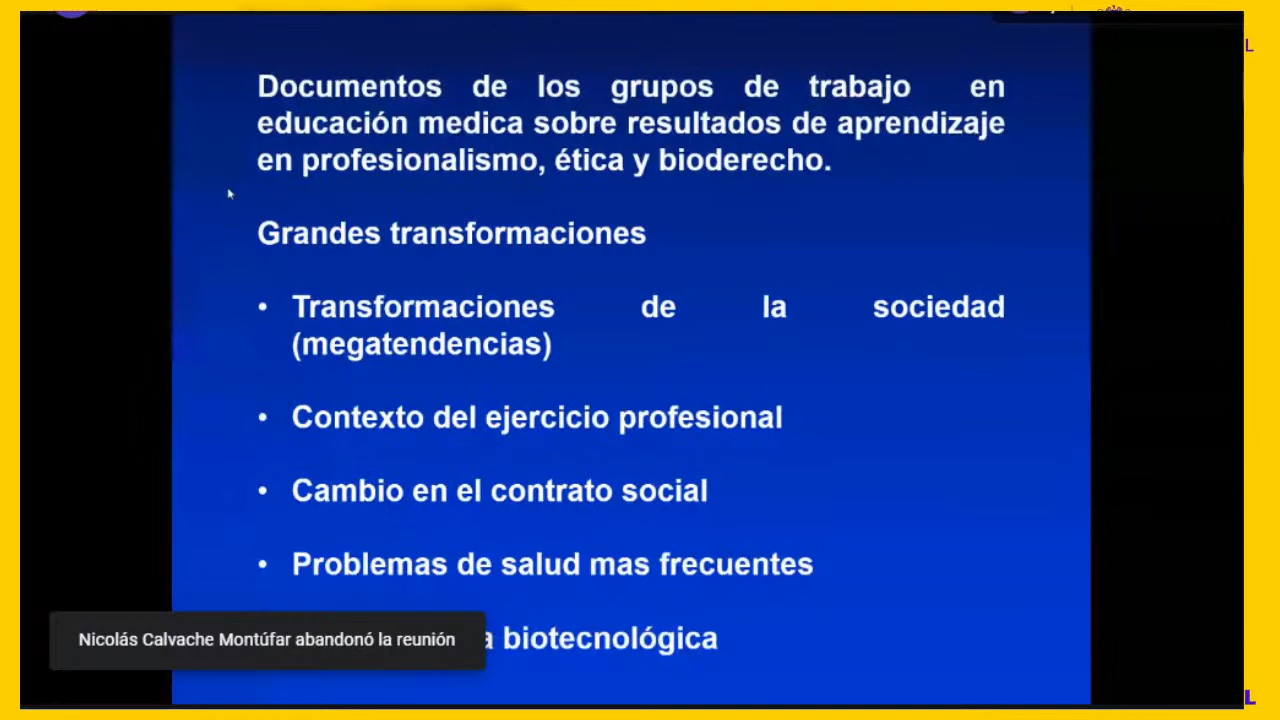 Documentos de los grupos de trabajo en
educación medica sobre resultados de aprendizaje
en profesionalismo, ética y bioderecho.
Grandes transformaciones
• Transformaciones de la sociedad
(megatendencias)
• Contexto del ejercicio profesional
• Cambio en el contrato social
• Problemas de salud mas frecuentes
biotecnológica
Nicolás Calvache Montúfar abandonó la reunión
L
L